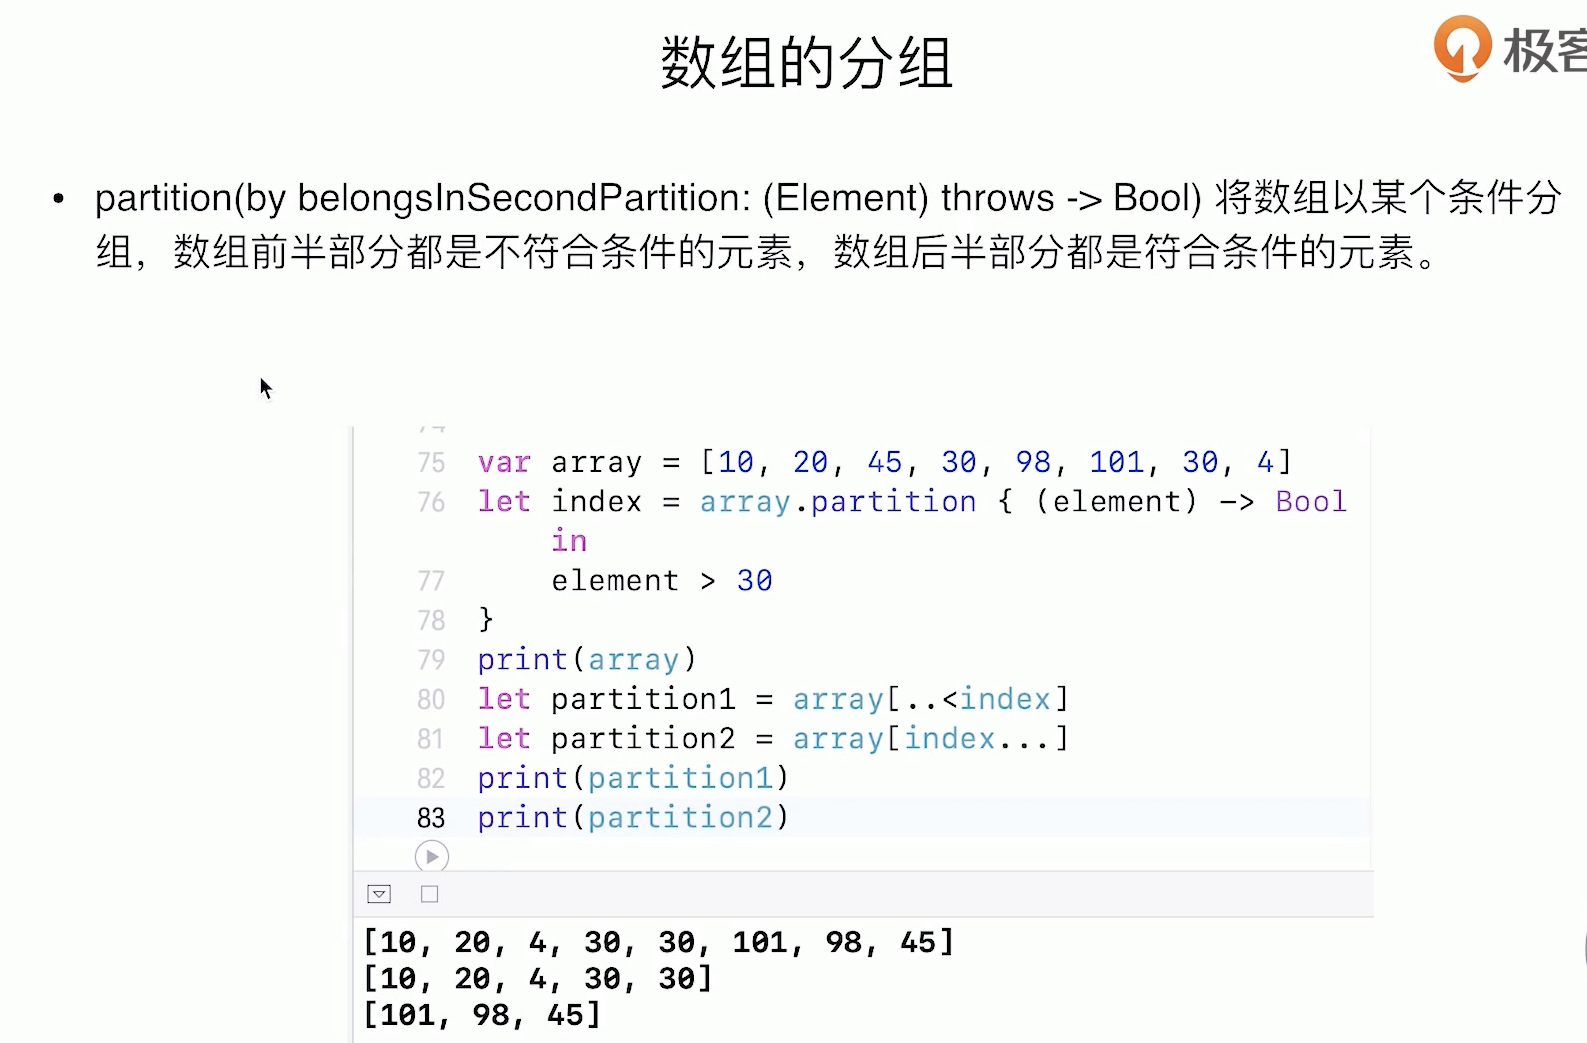 数组的分组
极客
• partition(by belongsInSecondPartition: (Element) throws -> Bool) 将数组以某个条件分
组，数组前半部分都是不符合条件的元素，数组后半部分都是符合条件的元素。
75 var array = [10, 20, 45, 30, 98, 101, 30, 4]
76 let index = array.partition { (element) -> Bool
in
77 element > 30
78 }
79 print(array)
80 let partition1 = array[..<index]
81 let partition2 = array[index...]
82 print(partition1)
83 print(partition2)
[10, 20, 4, 30, 30, 101, 98, 45]
[10, 20, 4, 30, 30]
[101, 98, 45]